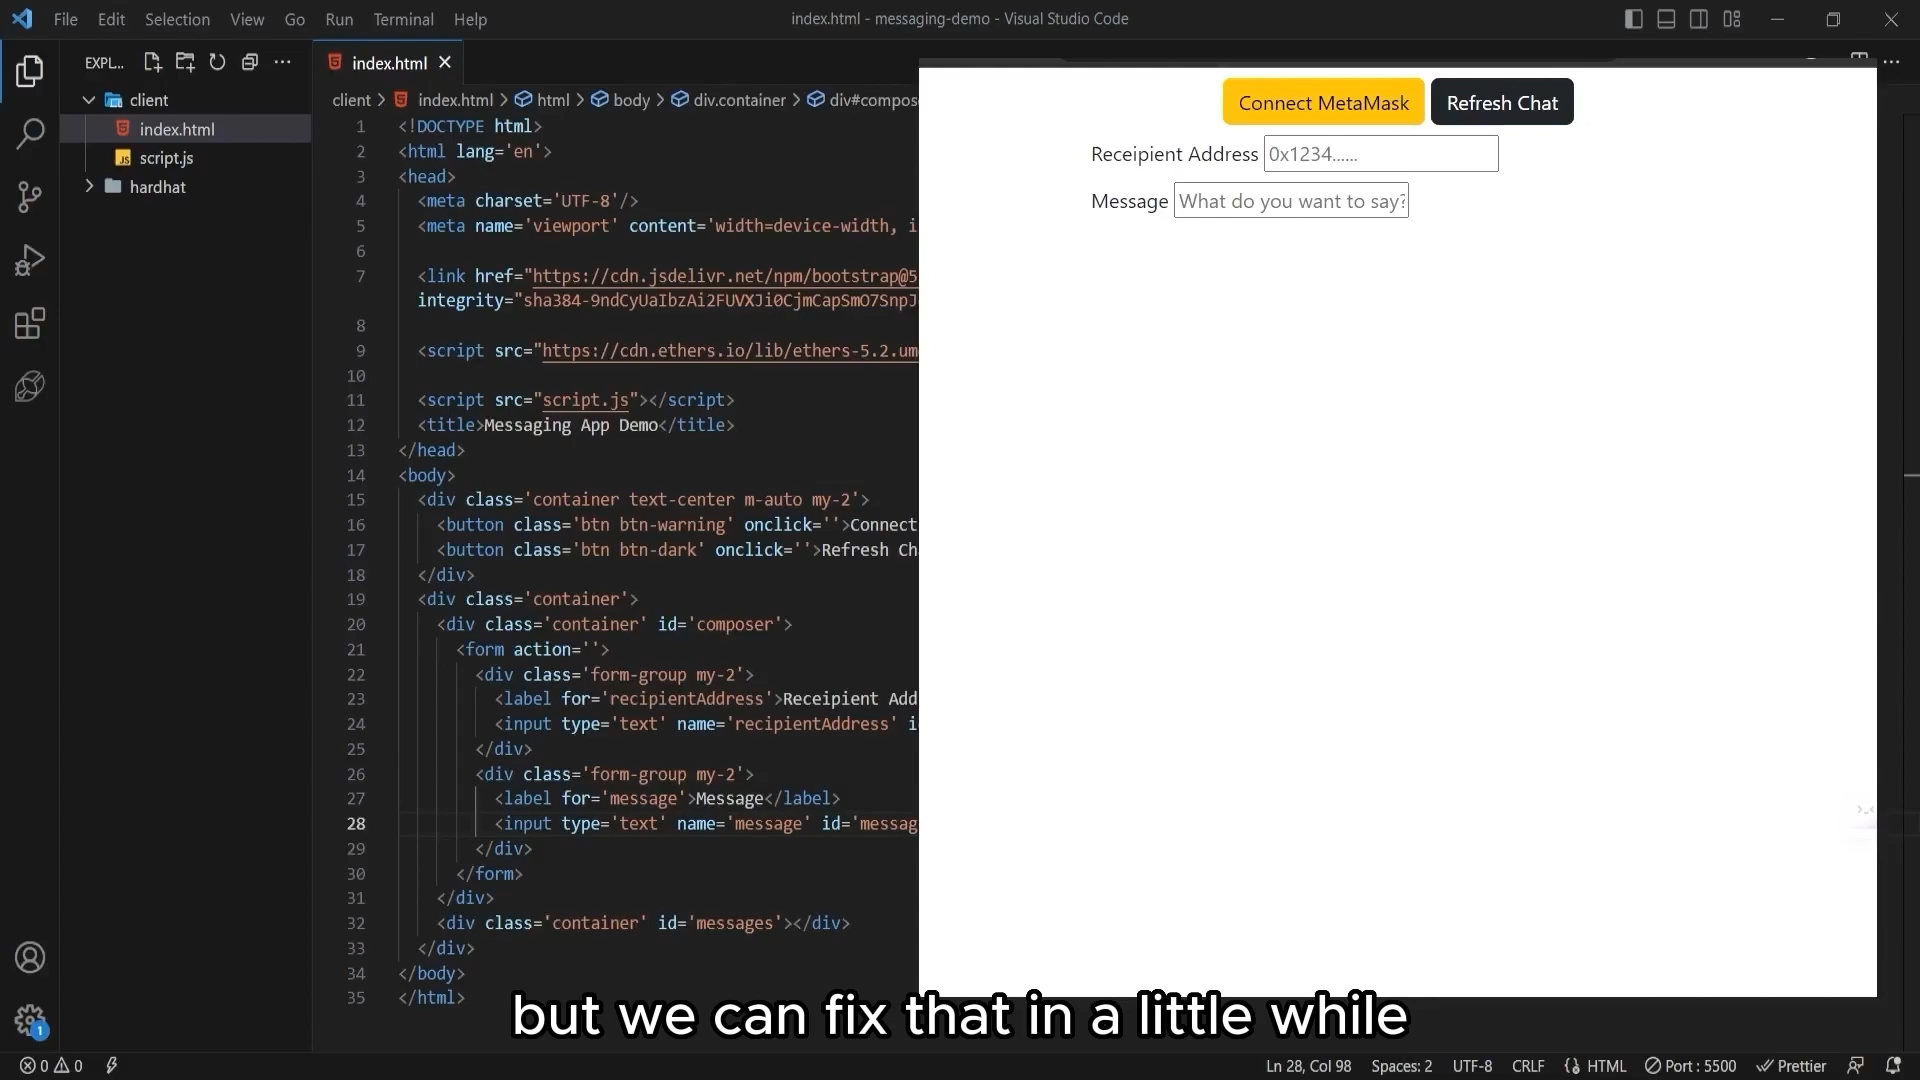 File Edit Selection View Go Run Terminal Help
index.html - messaging-demo - Visual Studio Code
EXPL...
client
index.html
script.js
hardhat
index.html
client > index.html > html > body > div.container > div#compos
1 <!DOCTYPE html>
2 <html lang='en'>
3 <head>
4 <meta charset='UTF-8'/>
5 <meta name='viewport' content='width=device-width, i
6
7 <link href="https://cdn.jsdelivr.net/npm/bootstrap@5
integrity="sha384-9ndCyUaIbzAi2FUVXJi0CjmCapSmO7SnpJ
8
9 <script src="https://cdn.ethers.io/lib/ethers-5.2.um
10
11 <script src="script.js"></script>
12 <title>Messaging App Demo</title>
13 </head>
14 <body>
15 <div class='container text-center m-auto my-2'>
16 <button class='btn btn-warning' onclick=''>Connect
17 <button class='btn btn-dark' onclick=''>Refresh Ch
18 </div>
19 <div class='container'>
20 <div class='container' id='composer'>
21 <form action=''>
22 <div class='form-group my-2'>
23 <label for='recipientAddress'>Receipient Add
24 <input type='text' name='recipientAddress' i
25 </div>
26 <div class='form-group my-2'>
27 <label for='message'>Message</label>
28 <input type='text' name='message' id='messag
29 </div>
30 </form>
31 </div>
32 <div class='container' id='messages'></div>
33 </div>
34 </body>
35 </html>
Connect MetaMask Refresh Chat
Receipient Address 0x1234......
Message What do you want to say?
but we can fix that in a little while
1
0 0
Ln 28, Col 98 Spaces: 2 UTF-8 CRLF HTML Port : 5500 Prettier